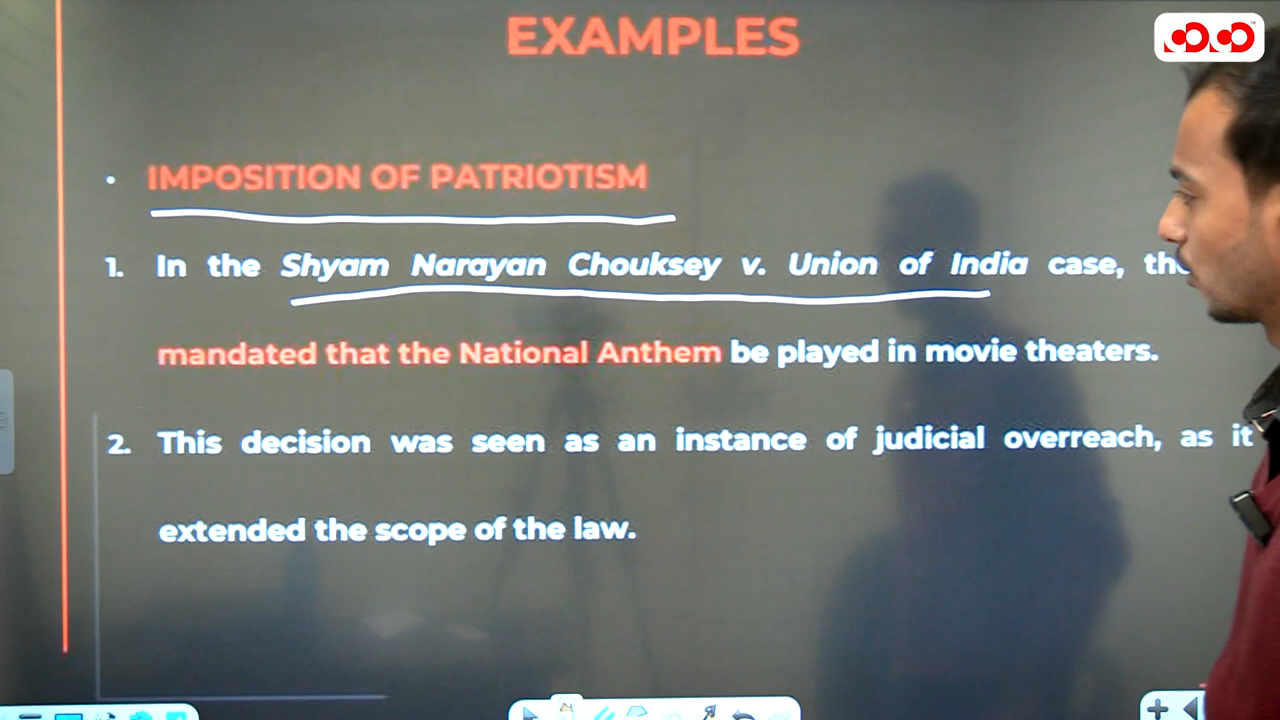 EXAMPLES
• IMPOSITION OF PATRIOTISM
1. In the Shyam Narayan Chouksey v. Union of India case,
mandated that the National Anthem be played in movie theaters.
2. This decision was seen as an instance of judicial overreach, as it
extended the scope of the law.